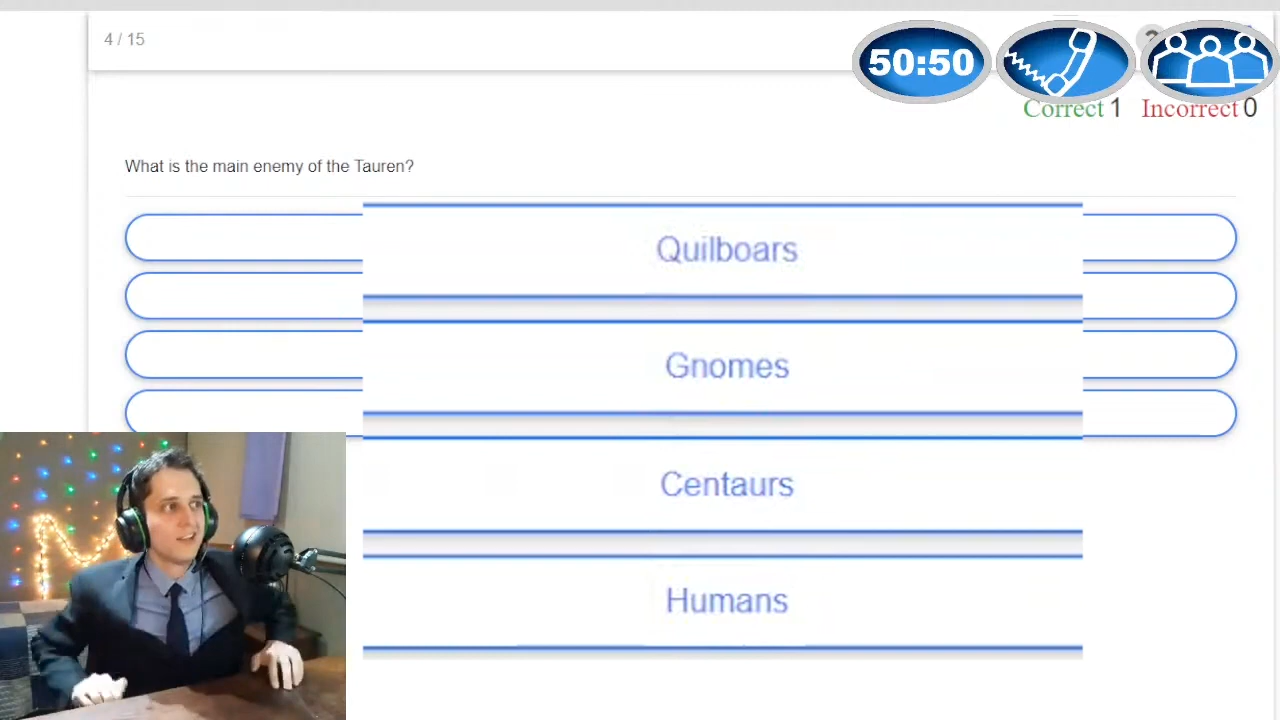 4 / 15
50:50
Correct 1 Incorrect 0
What is the main enemy of the Tauren?
Quilboars
Gnomes
Centaurs
Humans